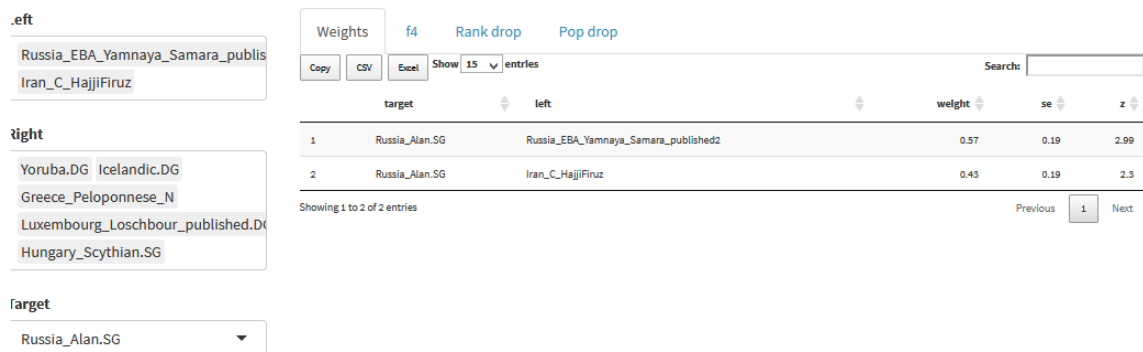 Left
Russia_EBA_Yamnaya_Samara_publis
Iran_C_HajjiFiruz
Right
Yoruba.DG Icelandic.DG
Greece_Peloponnese_N
Luxembourg_Loschbour_published.D
Hungary_Scythian.SG
Target
Russia_Alan.SG
Weights f4 Rank drop Pop drop
Copy CSV Excel Show 15 entries Search:
target left weight se z
1 Russia_Alan.SG Russia_EBA_Yamnaya_Samara_published2 0.57 0.19 2.99
2 Russia_Alan.SG Iran_C_HajjiFiruz 0.43 0.19 2.3
Showing 1 to 2 of 2 entries Previous 1 Next